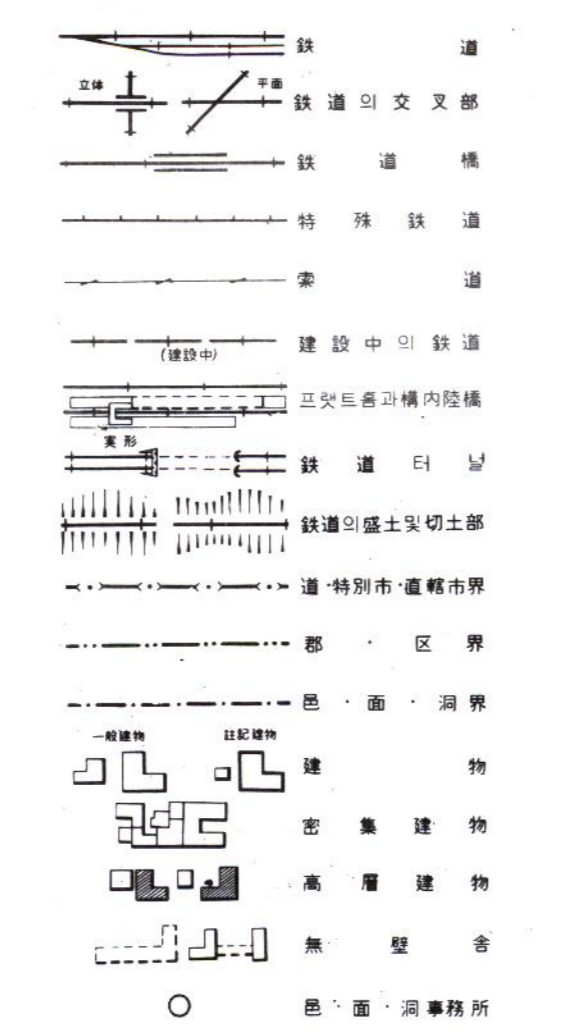 鉄道
立体 平面 鉄道의交叉部
鉄道橋
特殊鉄道
索道
建設中의鉄道
(建設中)
프랫트홈과構内陸橋
実形
鉄道터널
鉄道의盛土및切土部
道·特別市·直轄市界
郡·区界
邑·面·洞界
一般建物 註記建物
建物
密集建物
高層建物
無壁舎
邑·面·洞事務所